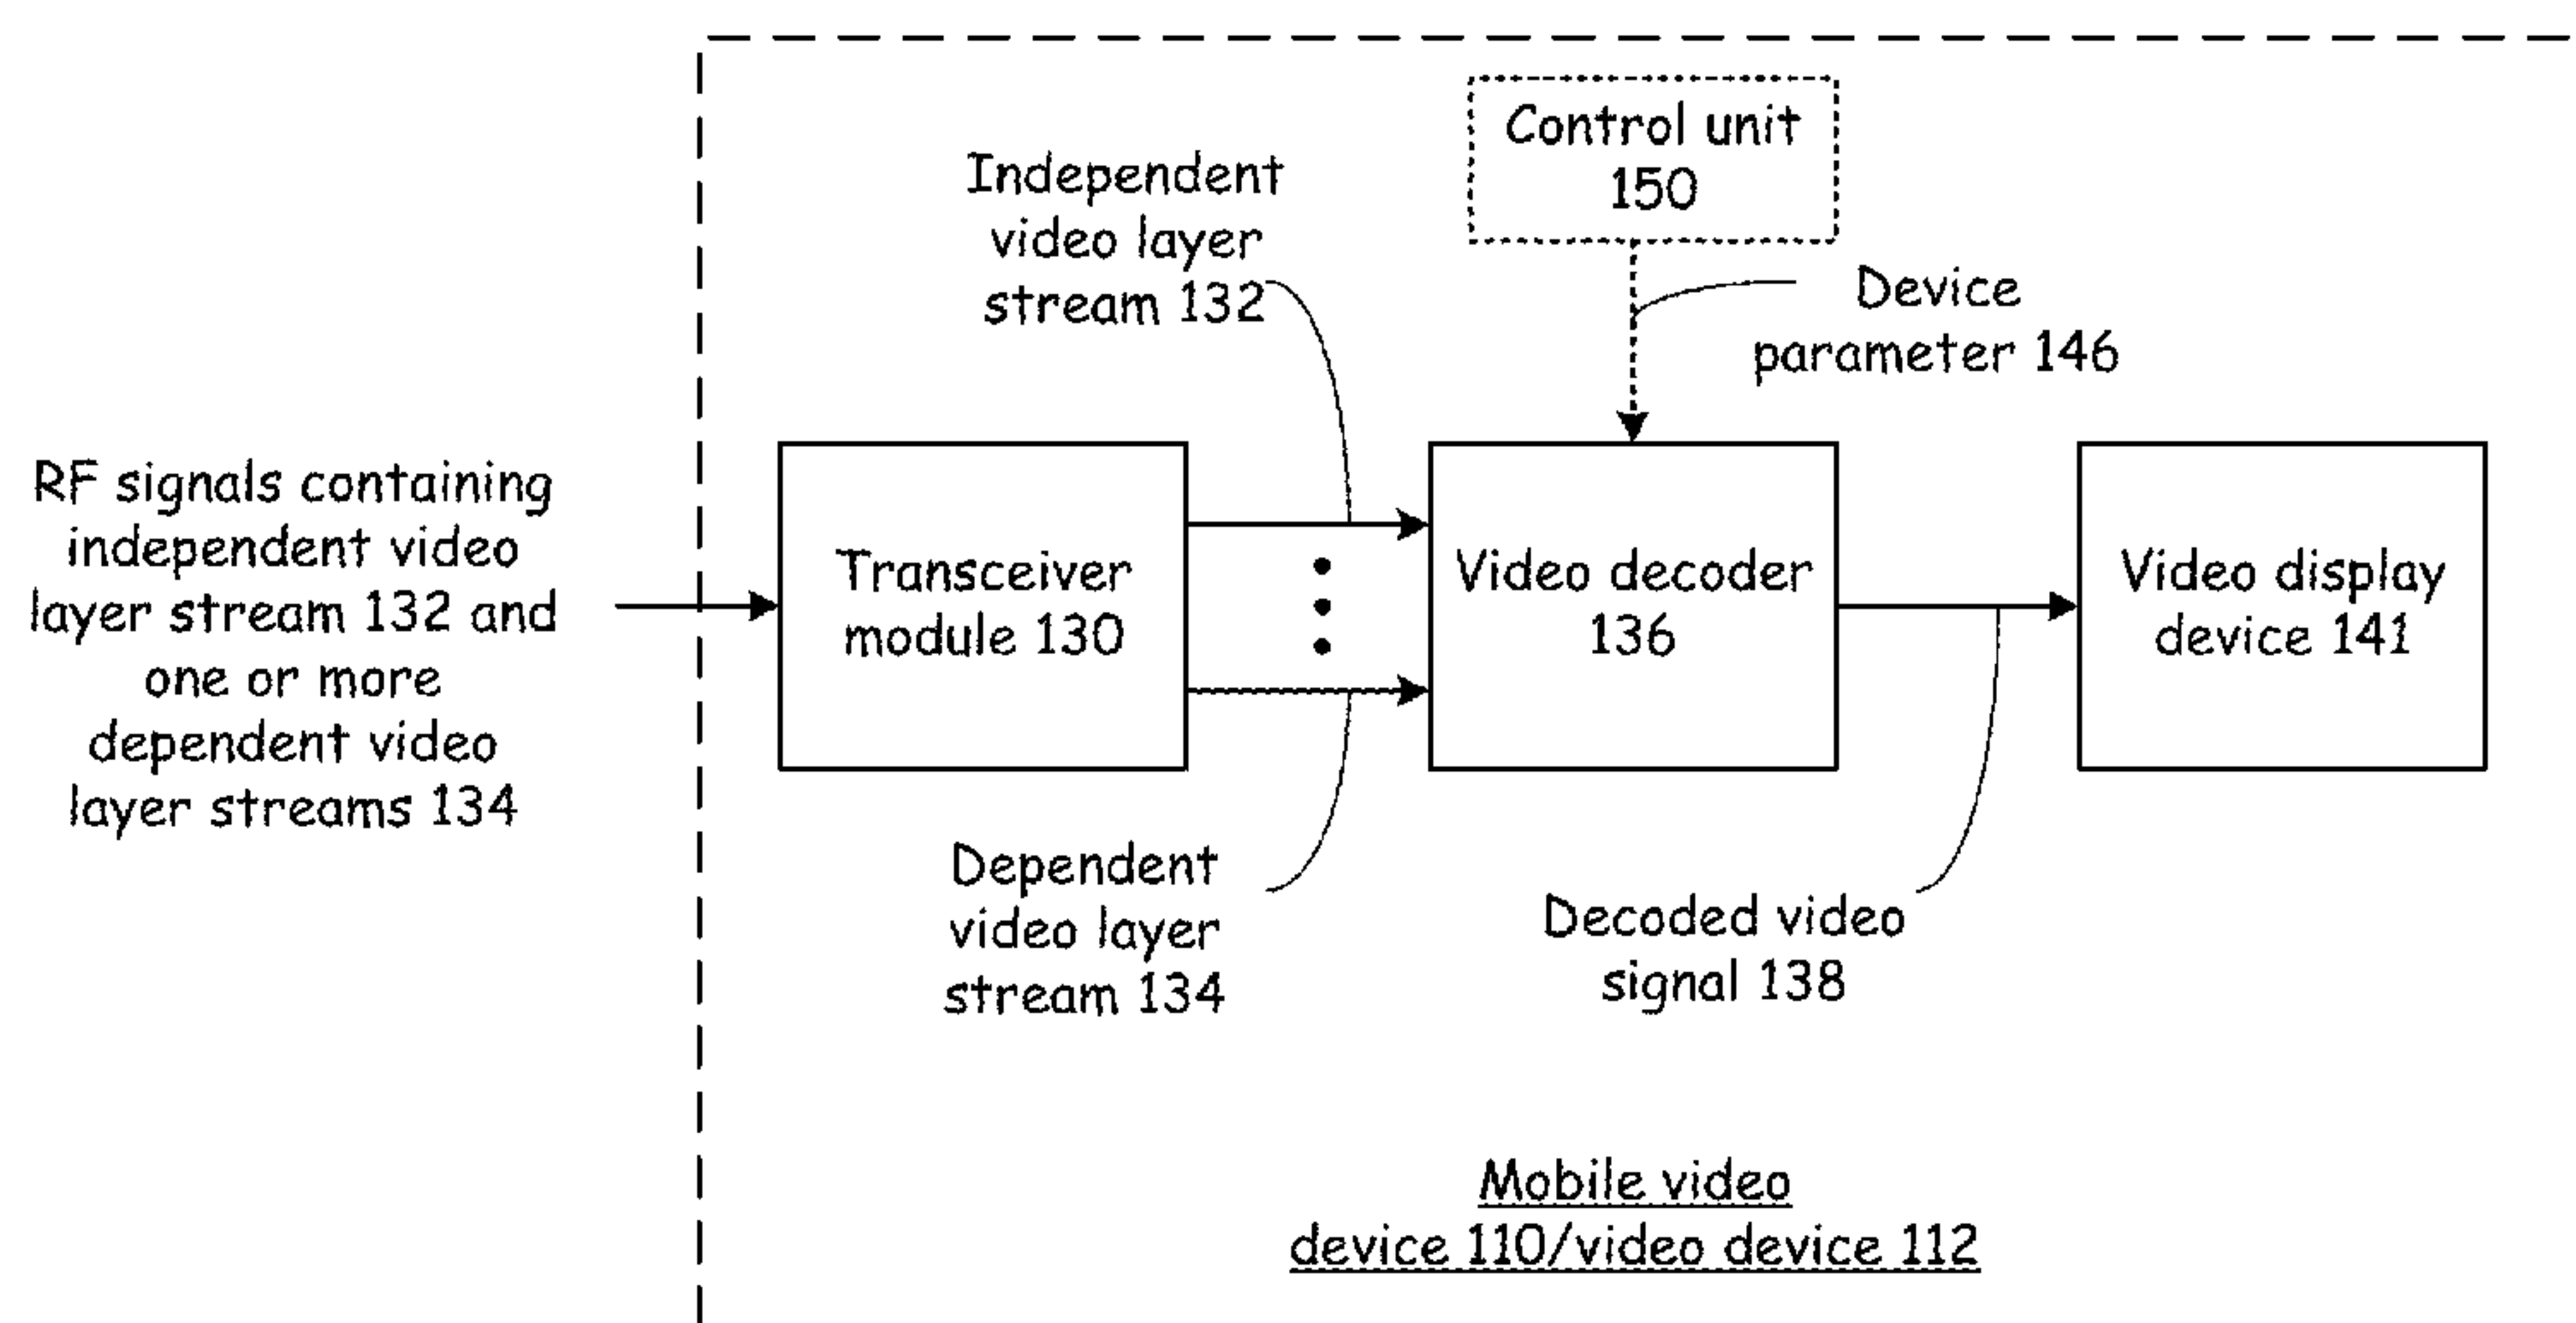 RF signals containing
independent video
layer stream 132 and
one or more
dependent video
layer streams 134
Independent
video layer
stream 132
Control unit
150
Device
parameter 146
Transceiver
module 130
Video decoder
136
Video display
device 141
Dependent
video layer
stream 134
Decoded video
signal 138
Mobile video
device 110/video device 112